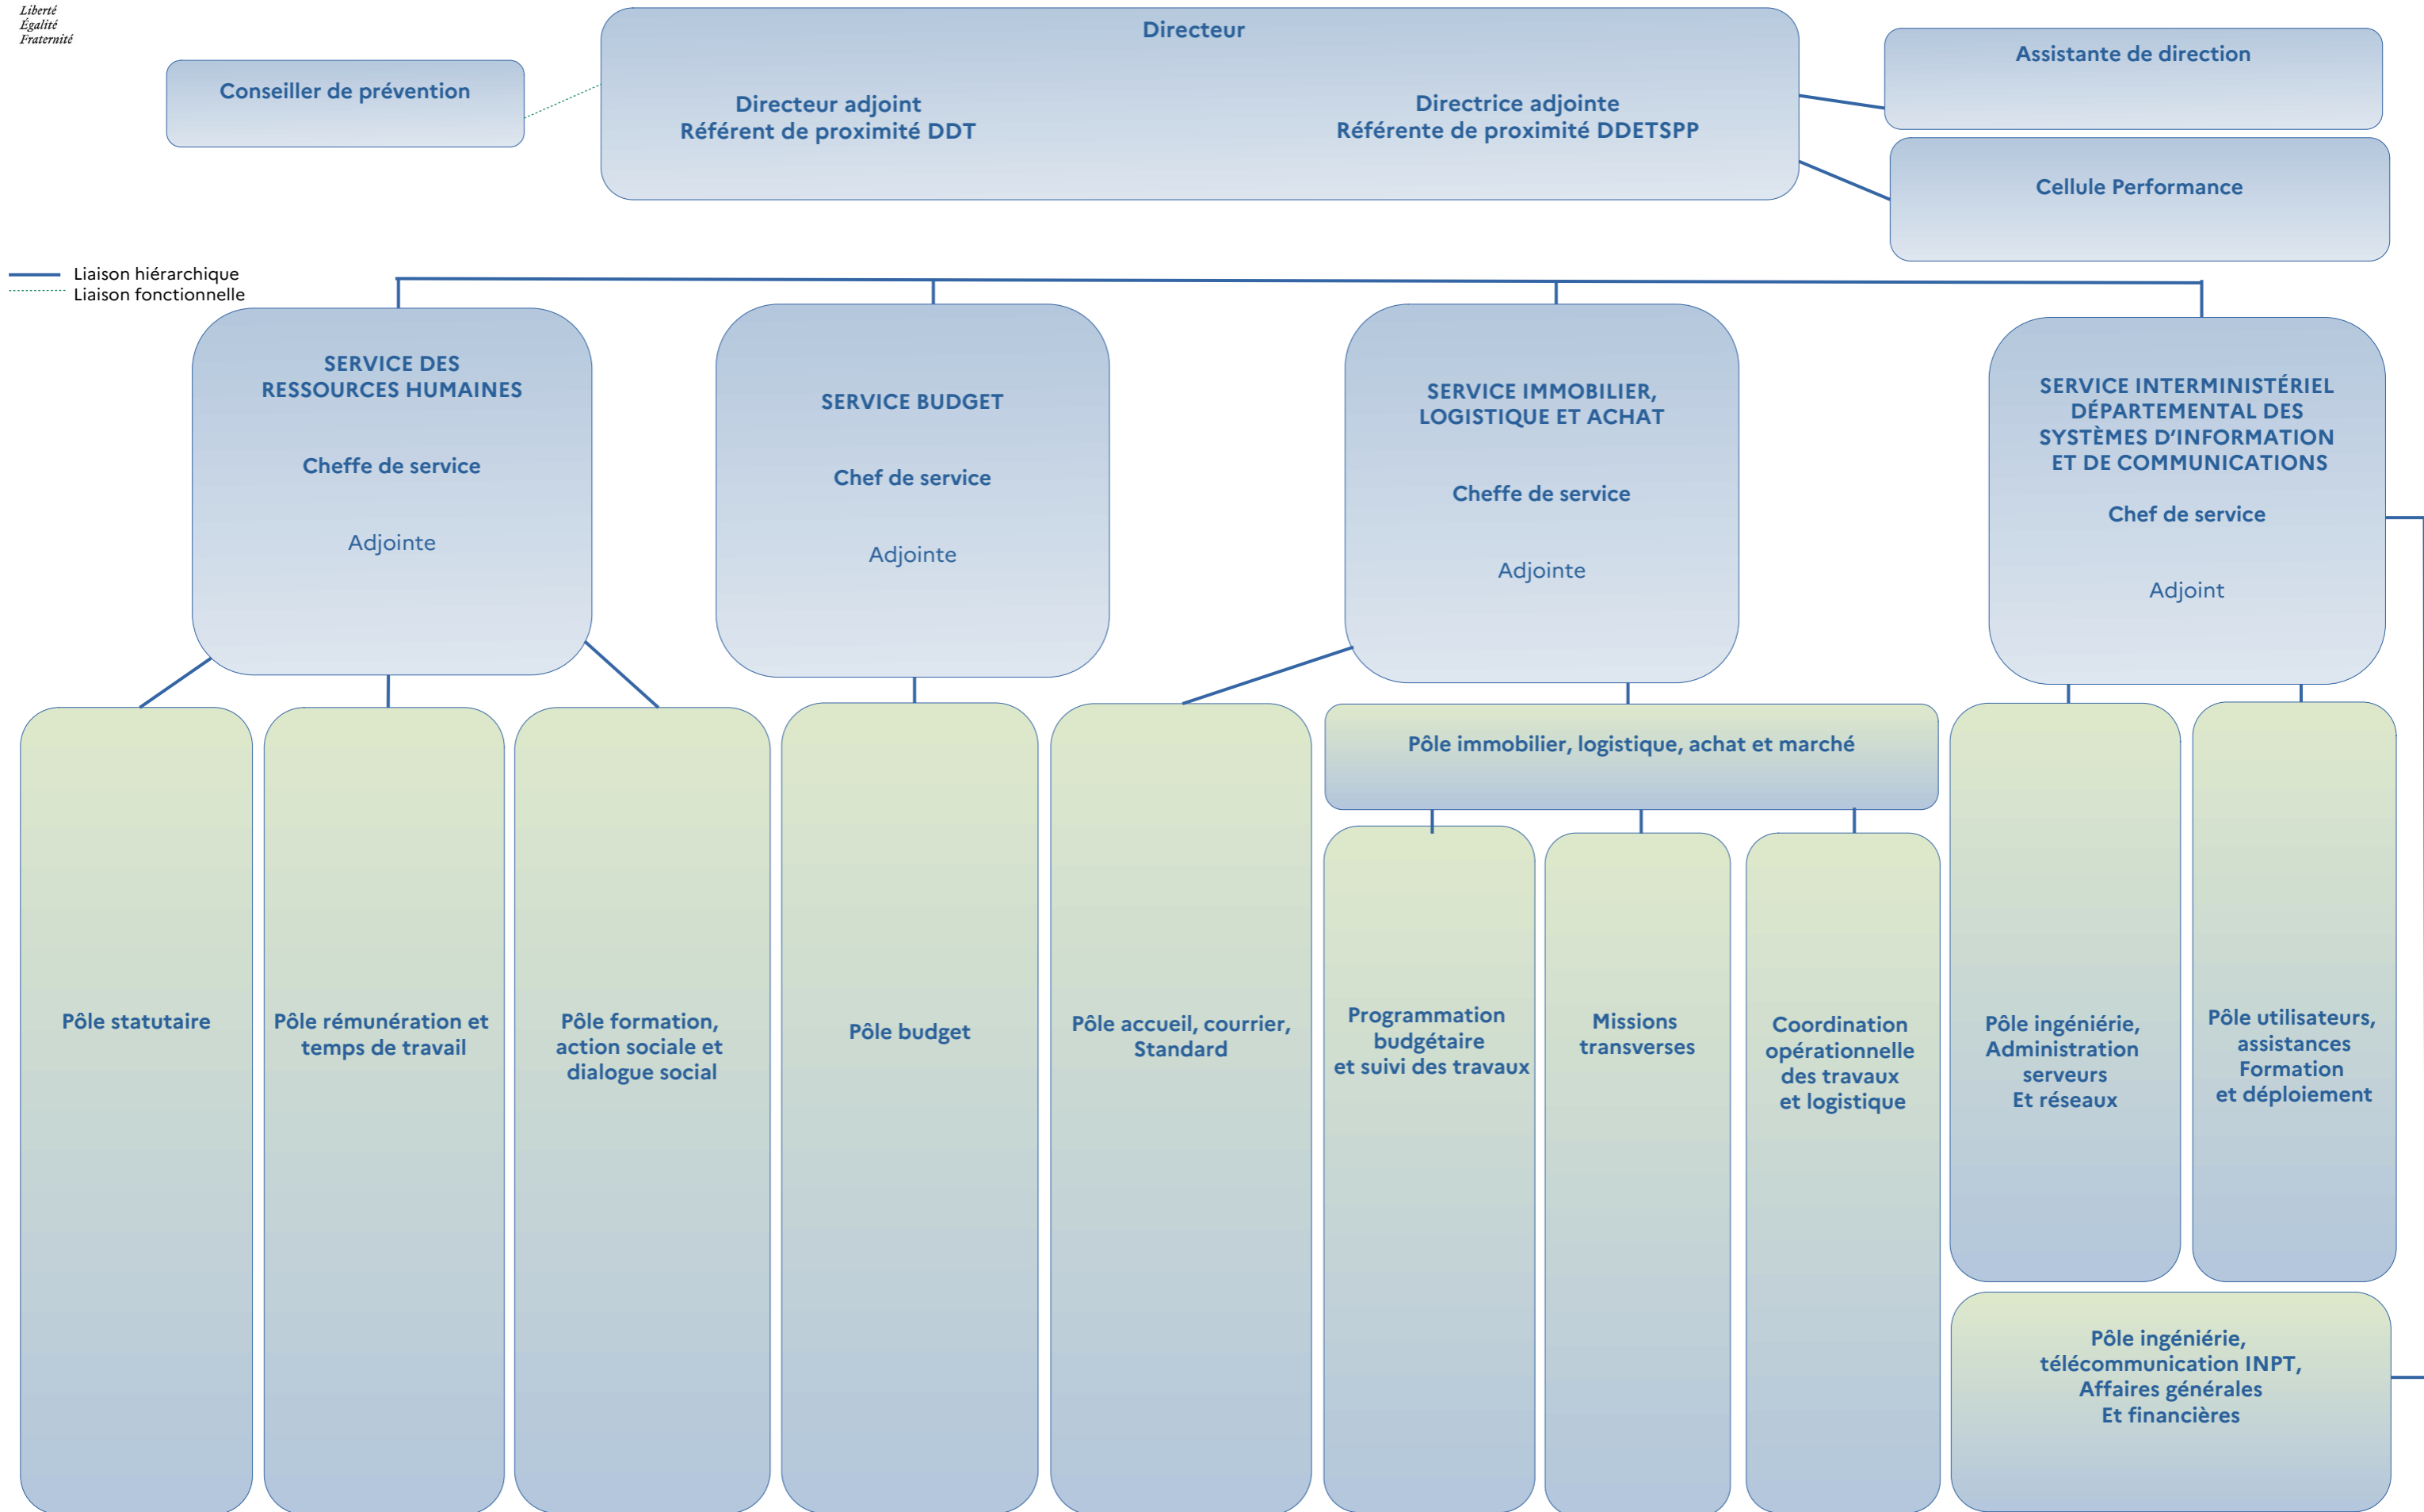 Liberté
Égalité
Fraternité
Directeur
Directeur adjoint
Référent de proximité DDT
Directrice adjointe
Référente de proximité DDETSPP
Conseiller de prévention
Assistante de direction
Cellule Performance
Liaison hiérarchique
Liaison fonctionnelle
SERVICE DES
RESSOURCES HUMAINES
Cheffe de service
Adjointe
SERVICE BUDGET
Chef de service
Adjointe
SERVICE IMMOBILIER,
LOGISTIQUE ET ACHAT
Cheffe de service
Adjointe
SERVICE INTERMINISTÉRIEL
DÉPARTEMENTAL DES
SYSTÈMES D’INFORMATION
ET DE COMMUNICATIONS
Chef de service
Adjoint
Pôle statutaire
Pôle rémunération et
temps de travail
Pôle formation,
action sociale et
dialogue social
Pôle budget
Pôle accueil, courrier,
Standard
Pôle immobilier, logistique, achat et marché
Programmation
budgétaire
et suivi des travaux
Missions
transverses
Coordination
opérationnelle
des travaux
et logistique
Pôle ingéniérie,
Administration
serveurs
Et réseaux
Pôle utilisateurs,
assistances
Formation
et déploiement
Pôle ingéniérie,
télécommunication INPT,
Affaires générales
Et financières